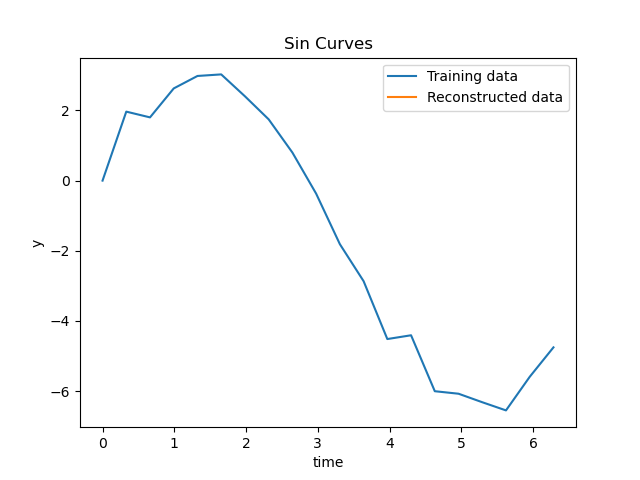 Sin Curves
Training data
Reconstructed data
2
0
−2
−4
−6
y
0 1 2 3 4 5 6
time